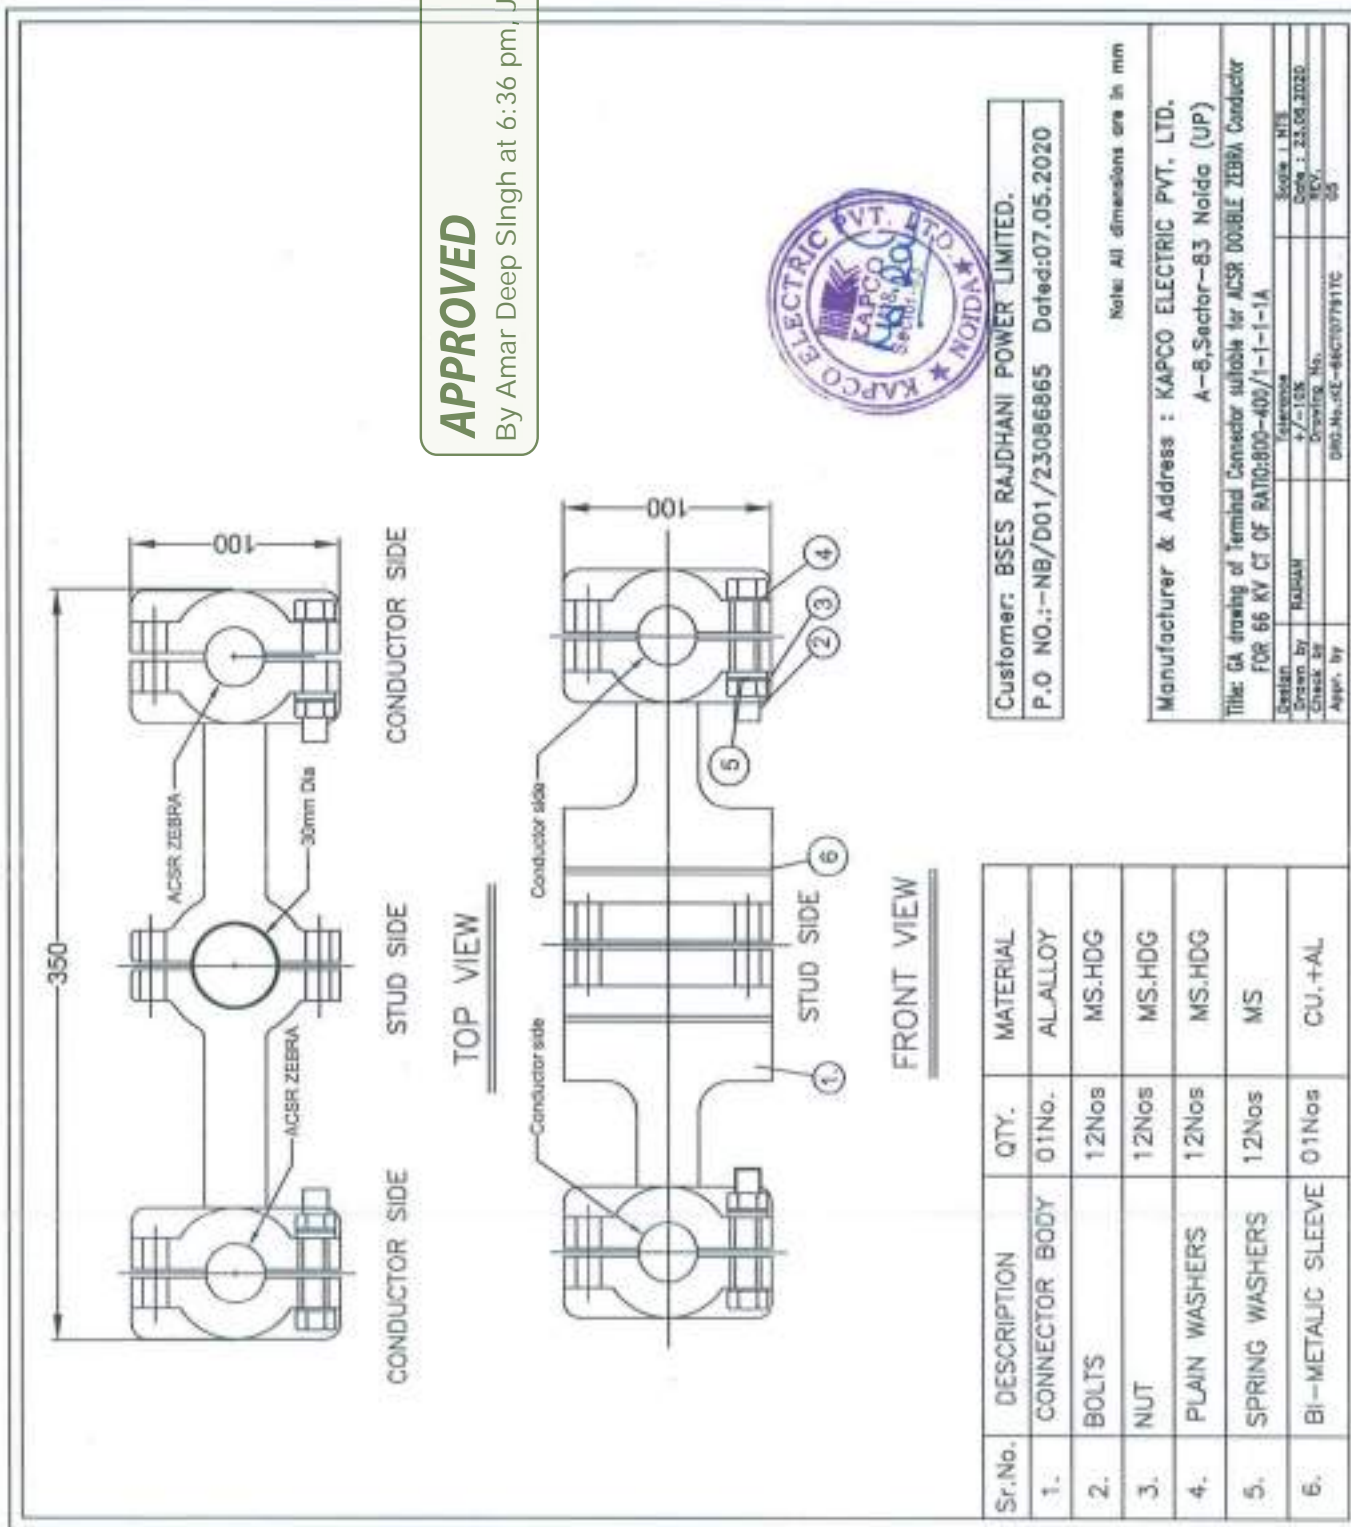 350
100
ACSR ZEBRA
ACSR ZEBRA
30mm Dia
CONDUCTOR SIDE
STUD SIDE
CONDUCTOR SIDE
TOP VIEW
APPROVED
By Amar Deep SIngh at 6:36 pm, J
Conductor side
Conductor side
100
1.
6
5
2
3
4
STUD SIDE
FRONT VIEW
KAPCO ELECTRIC PVT. LTD.
★ NOIDA ★
KAPCO
Customer: BSES RAJDHANI POWER LIMITED.
P.O NO.:-NB/D01/23086865 Dated:07.05.2020
Note: All dimensions are in mm
Manufacturer & Address : KAPCO ELECTRIC PVT. LTD.
A-8,Sector-83 Noida (UP)
Title: GA drawing of Terminal Connector suitable for ACSR DOUBLE ZEBRA Conductor
FOR 66 KV CT OF RATIO:800-400/1-1-1-1A
Design Tolerance Scale : NTS
Drawn by RAIHAN +/-10% Date : 23.06.2020
Check by Drawing No. REV.
Appr. by 05
Sr.No. DESCRIPTION QTY. MATERIAL
1. CONNECTOR BODY 01No. AL.ALLOY
2. BOLTS 12Nos MS.HDG
3. NUT 12Nos MS.HDG
4. PLAIN WASHERS 12Nos MS.HDG
5. SPRING WASHERS 12Nos MS
6. BI-METALIC SLEEVE 01Nos CU.+AL